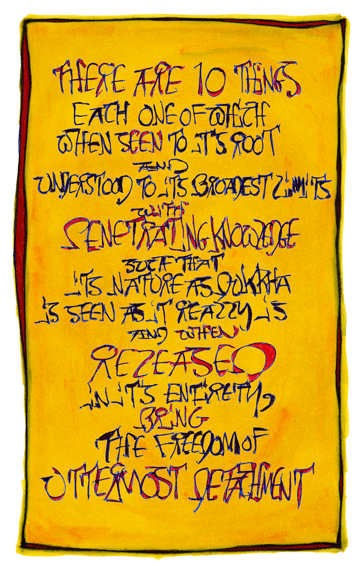 THERE ARE 10 THINGS
EACH ONE OF WHICH
WHEN SEEN TO IT'S ROOT
AND
UNDERSTOOD TO ITS BROADEST LIMITS
WITH
PENETRATING KNOWLEDGE
SUCH THAT
ITS NATURE AS DUKKHA
IS SEEN AS IT REALLY IS
AND WHEN
RELEASED
IN IT'S ENTIRETY,
BRING
THE FREEDOM OF
UTTERMOST DETACHMENT